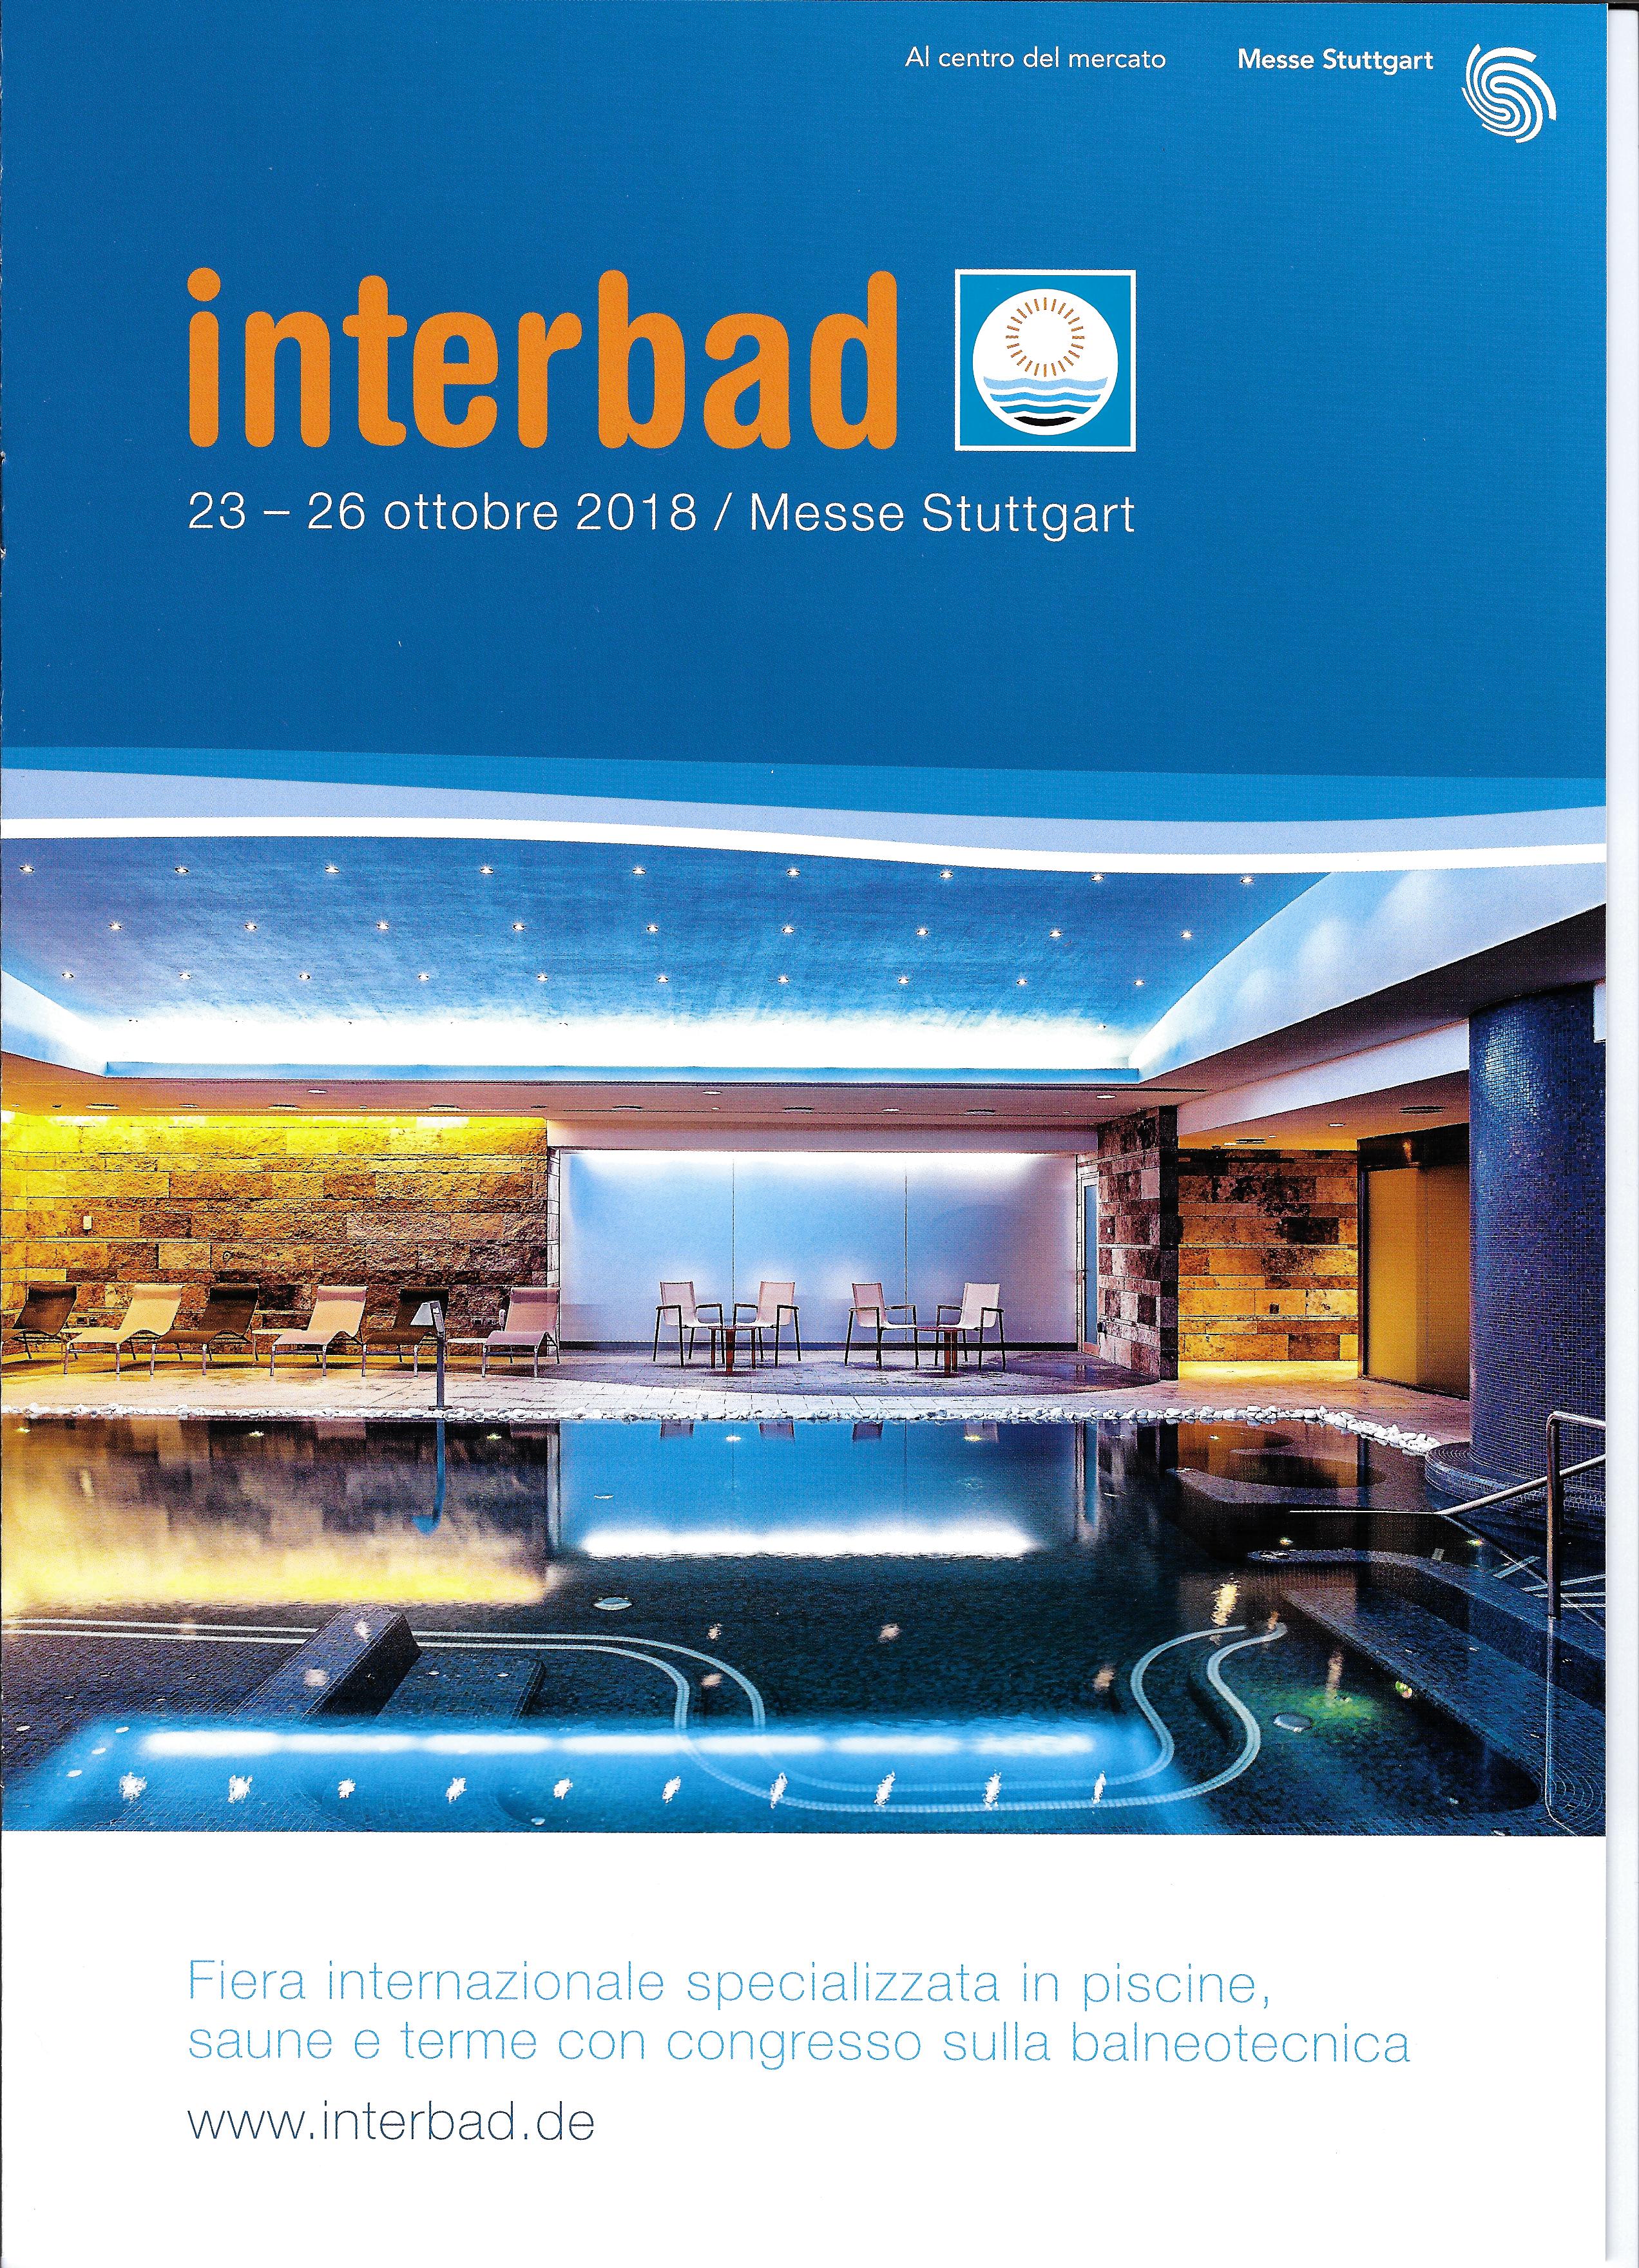 Al centro del mercato
Messe Stuttgart
interbad
23 – 26 ottobre 2018 / Messe Stuttgart
Fiera internazionale specializzata in piscine,
saune e terme con congresso sulla balneotecnica
www.interbad.de